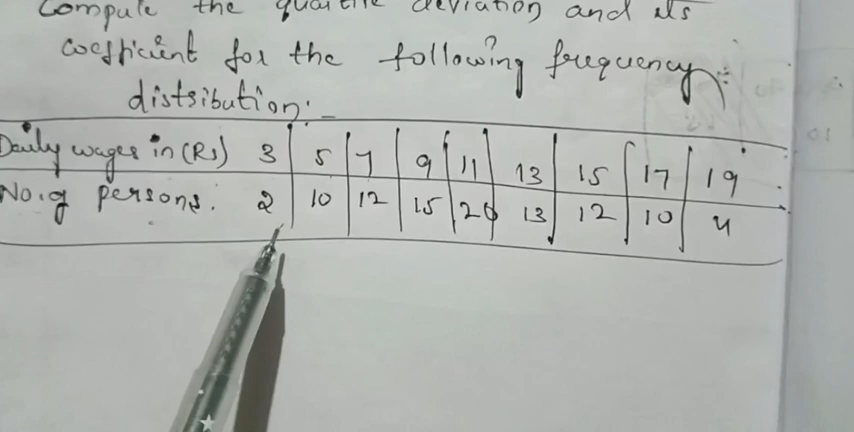 Compute the quartile deviation and its
coefficient for the following frequency
distribution:-
Daily wages in (Rs) 3 5 7 9 11 13 15 17 19
No. of persons: 2 10 12 15 20 13 12 10 4